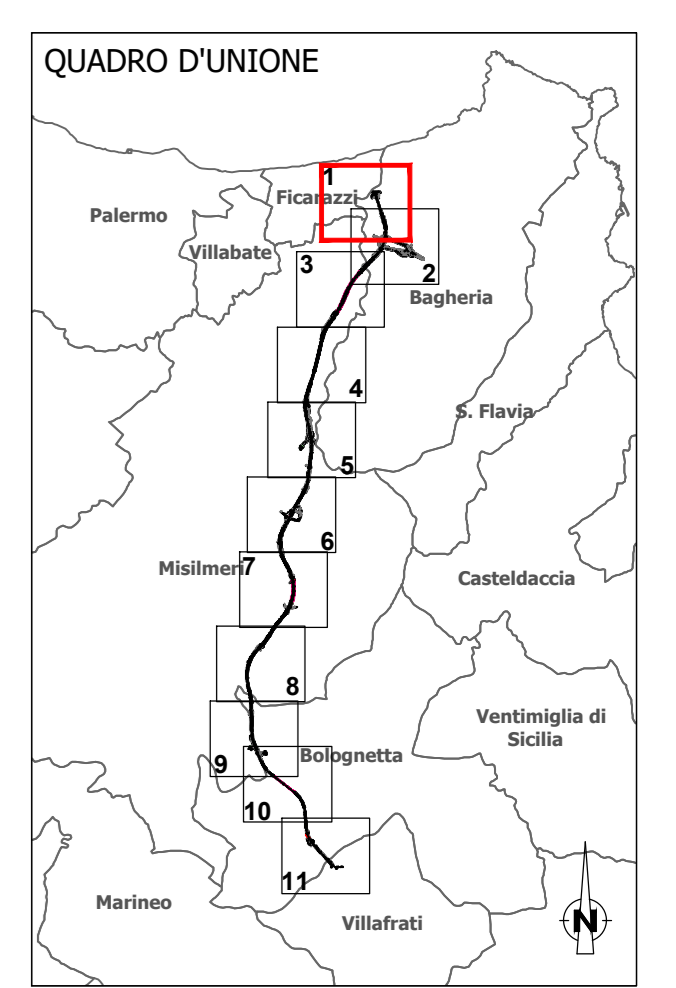 QUADRO D'UNIONE
1
Ficarazzi
Palermo
Villabate
3
2
Bagheria
4
S. Flavia
5
6
Misilmeri
7
Casteldaccia
8
Ventimiglia di
Sicilia
Bolognetta
9
10
11
Marineo
Villafrati
N